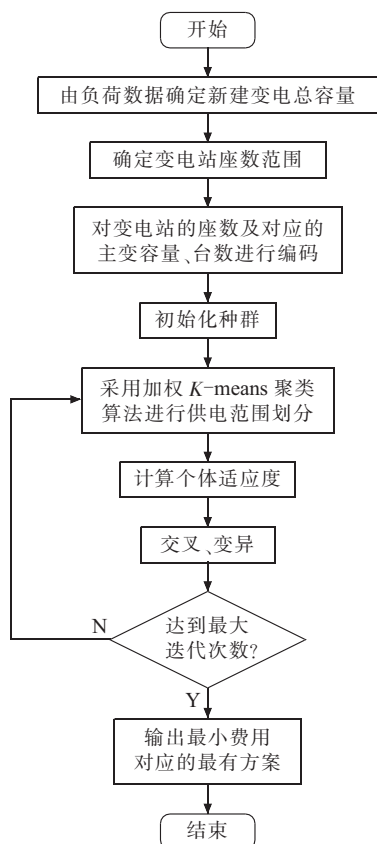 开始
由负荷数据确定新建变电总容量
确定变电站座数范围
对变电站的座数及对应的
主变容量、台数进行编码
初始化种群
采用加权 K-means 聚类
算法进行供电范围划分
计算个体适应度
交叉、变异
达到最大
迭代次数?
N
Y
输出最小费用
对应的最有方案
结束